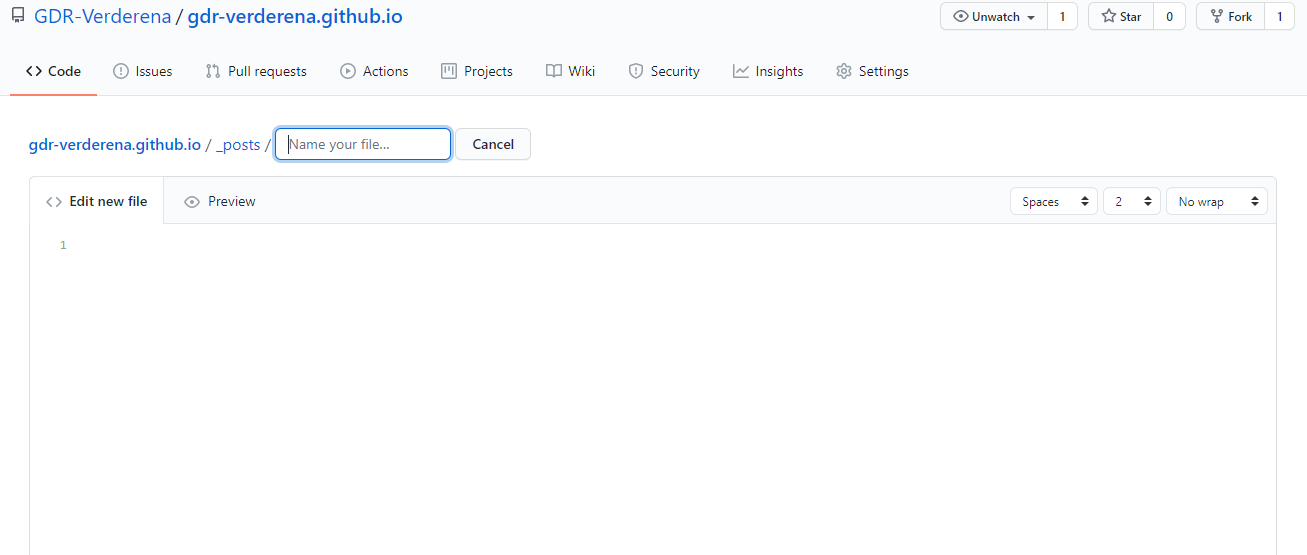 GDR-Verderena / gdr-verderena.github.io Unwatch 1 Star 0 Fork 1
Code Issues Pull requests Actions Projects Wiki Security Insights Settings
gdr-verderena.github.io / _posts / Name your file... Cancel
Edit new file Preview Spaces 2 No wrap
1